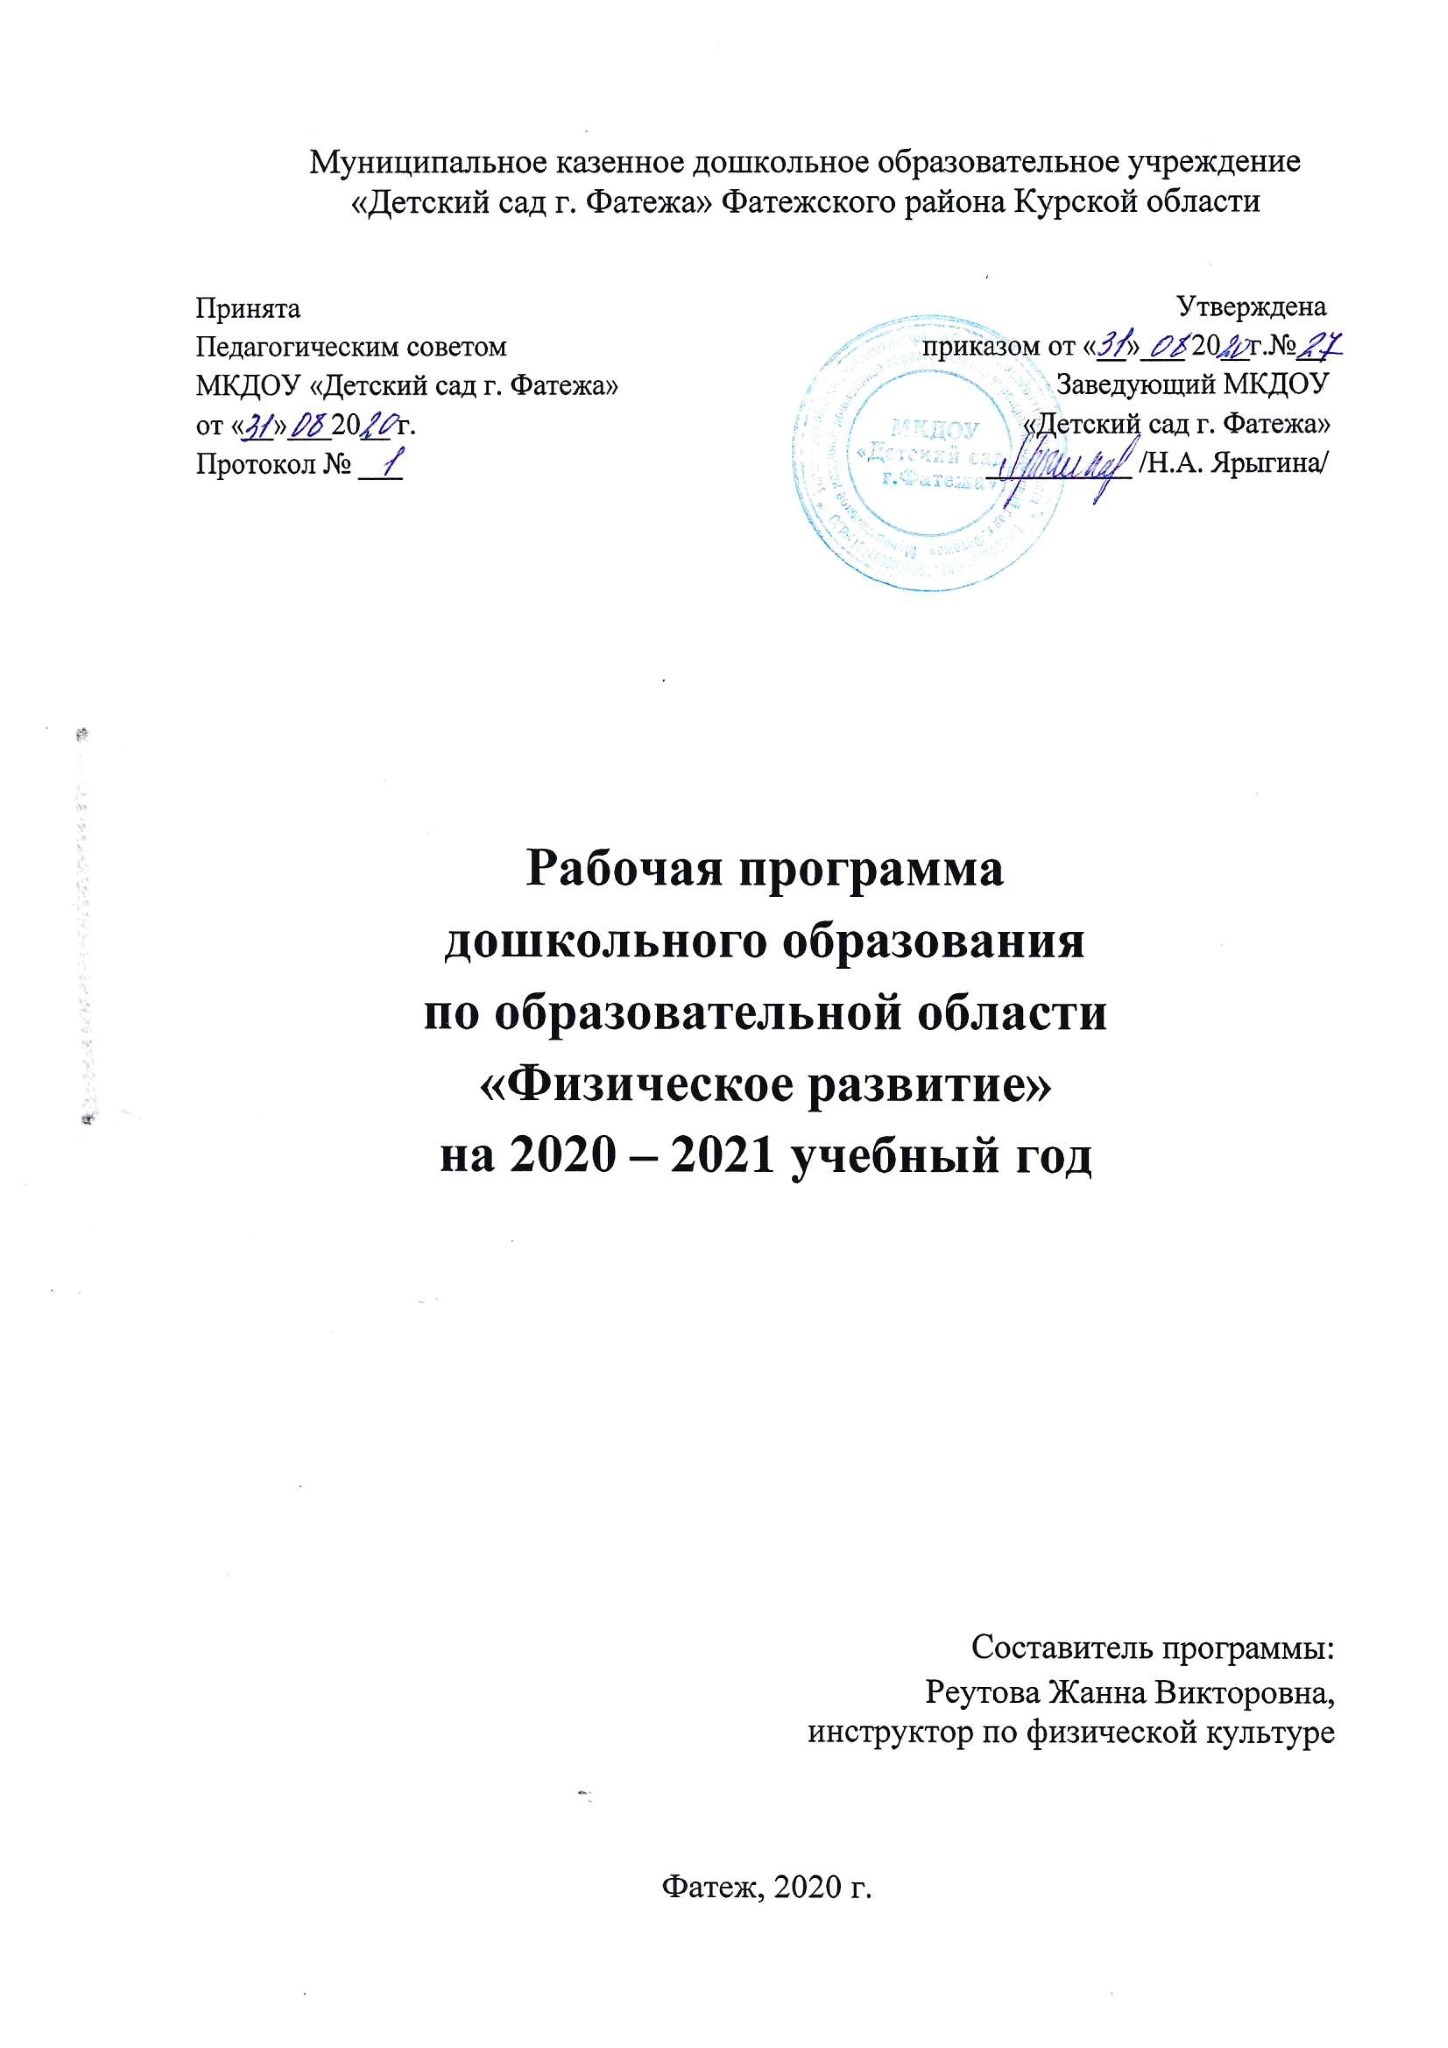 Муниципальное казенное дошкольное образовательное учреждение
«Детский сад г. Фатежа» Фатежского района Курской области
Принята
Педагогическим советом
МКДОУ «Детский сад г. Фатежа»
от «31» 08 2020 г.
Протокол № 1
Утверждена
приказом от «31» 08 2020 г.№ 27
Заведующий МКДОУ
«Детский сад г. Фатежа»
/Н.А. Ярыгина/
МКДОУ
«Детский сад
г.Фатежа»
Рабочая программа
дошкольного образования
по образовательной области
«Физическое развитие»
на 2020 – 2021 учебный год
Составитель программы:
Реутова Жанна Викторовна,
инструктор по физической культуре
Фатеж, 2020 г.